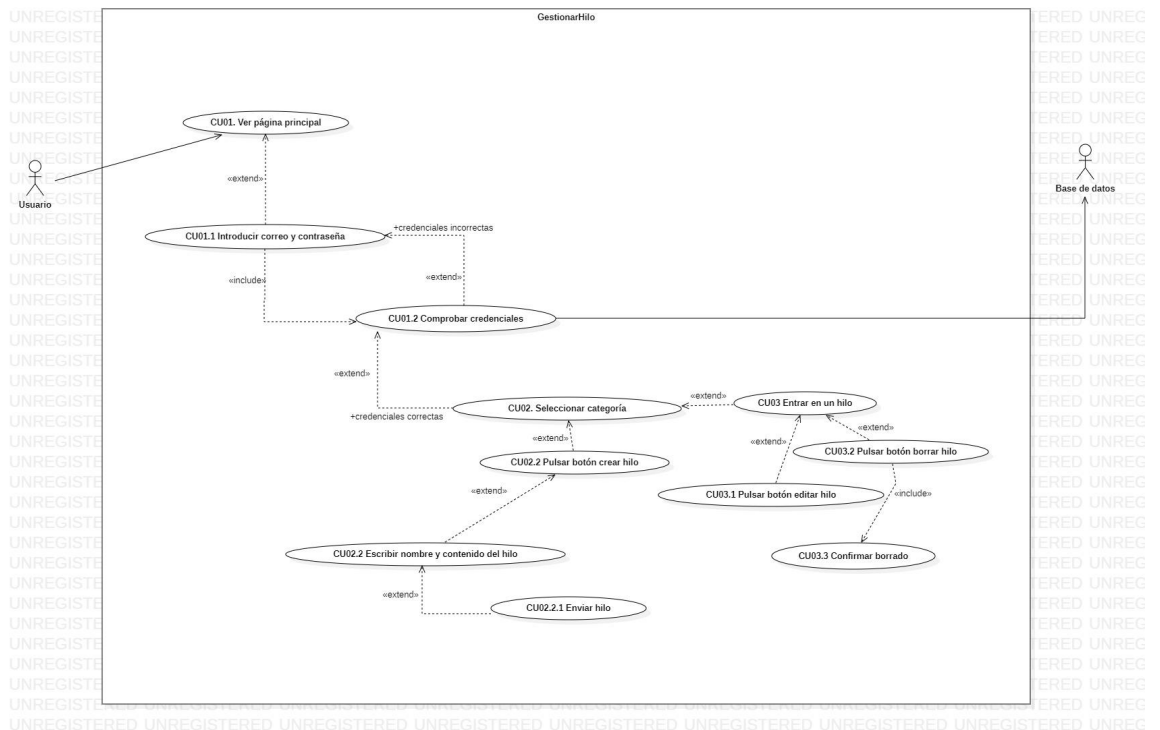 GestionarHilo
CU01. Ver página principal
«extend»
Usuario
Base de datos
CU01.1 Introducir correo y contraseña
+credenciales incorrectas
«include»
«extend»
CU01.2 Comprobar credenciales
«extend»
+credenciales correctas
CU02. Seleccionar categoría
«extend»
CU03 Entrar en un hilo
«extend»
«extend»
«extend»
CU03.2 Pulsar botón borrar hilo
CU02.2 Pulsar botón crear hilo
«extend»
CU03.1 Pulsar botón editar hilo
«include»
CU02.2 Escribir nombre y contenido del hilo
CU03.3 Confirmar borrado
«extend»
CU02.2.1 Enviar hilo
UNREGISTERED UNREGISTERED UNREGISTERED UNREGISTERED UNREGISTERED UNREGISTERED UNREGISTERED UNREGISTERED UNREG